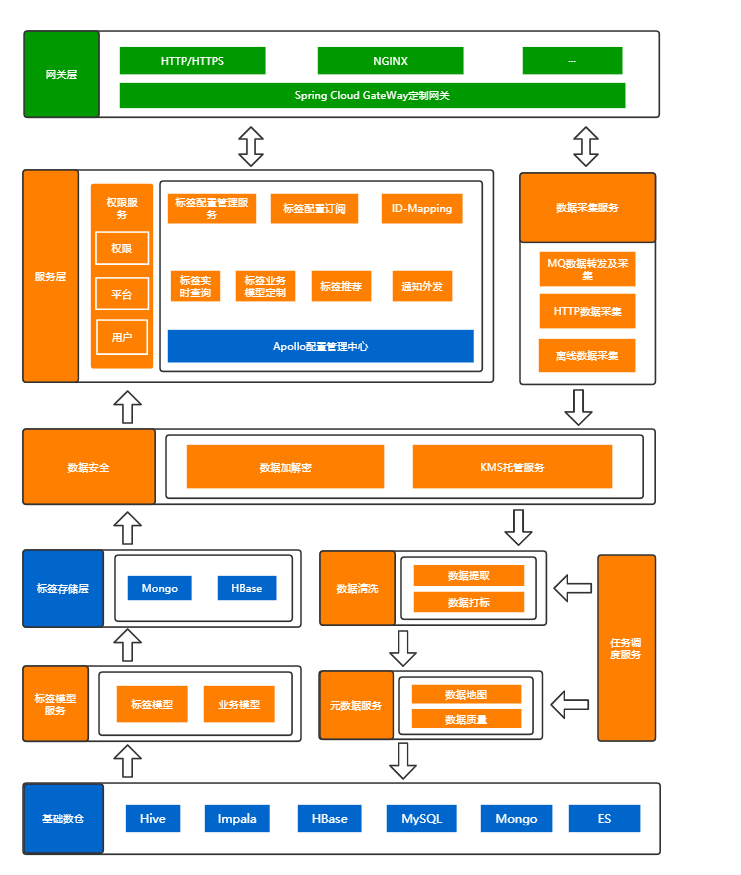 网关层
HTTP/HTTPS
NGINX
...
Spring Cloud GateWay定制网关
服务层
权限服
务
权限
平台
用户
标签配置管理服
务
标签配置订阅
ID-Mapping
标签实
时查询
标签业务
模型定制
标签推荐
通知外发
Apollo配置管理中心
数据采集服务
MQ数据转发及采
集
HTTP数据采集
离线数据采集
数据安全
数据加解密
KMS托管服务
标签存储层
Mongo
HBase
数据清洗
数据提取
数据打标
任务调
度服务
标签模型
服务
标签模型
业务模型
元数据服务
数据地图
数据质量
基础数仓
Hive
Impala
HBase
MySQL
Mongo
ES